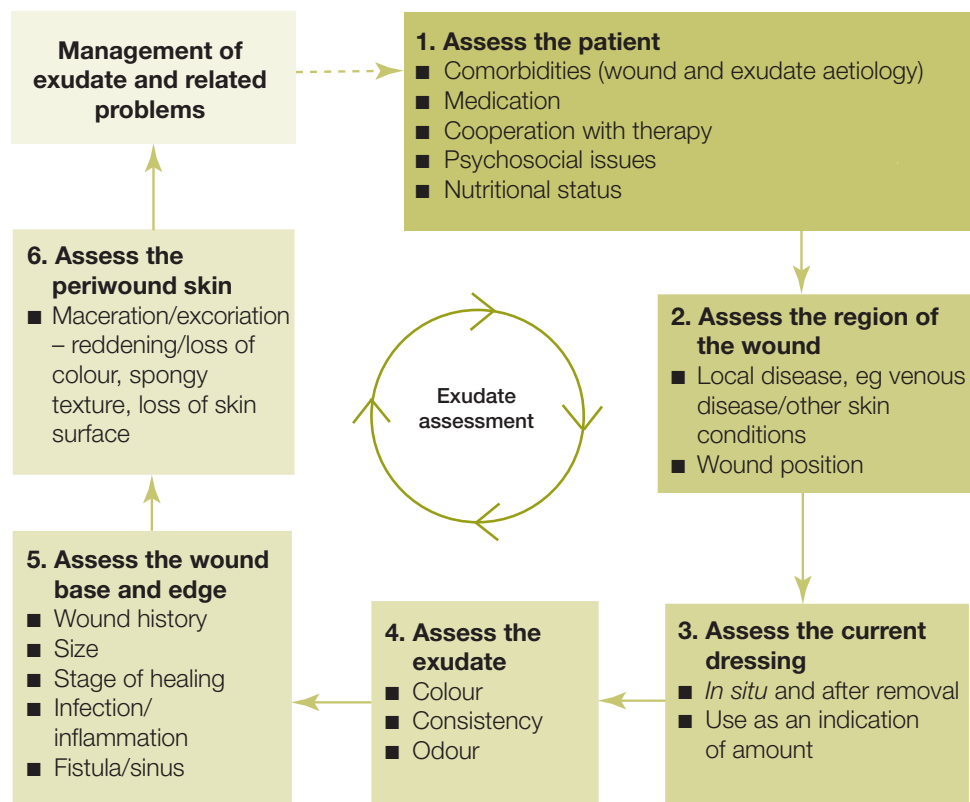 Management of
exudate and related
problems
1. Assess the patient
■ Comorbidities (wound and exudate aetiology)
■ Medication
■ Cooperation with therapy
■ Psychosocial issues
■ Nutritional status
2. Assess the region of
the wound
■ Local disease, eg venous
disease/other skin
conditions
■ Wound position
3. Assess the current
dressing
■ In situ and after removal
■ Use as an indication
of amount
4. Assess the
exudate
■ Colour
■ Consistency
■ Odour
5. Assess the wound
base and edge
■ Wound history
■ Size
■ Stage of healing
■ Infection/
inflammation
■ Fistula/sinus
6. Assess the
periwound skin
■ Maceration/excoriation
– reddening/loss of
colour, spongy
texture, loss of skin
surface
Exudate
assessment